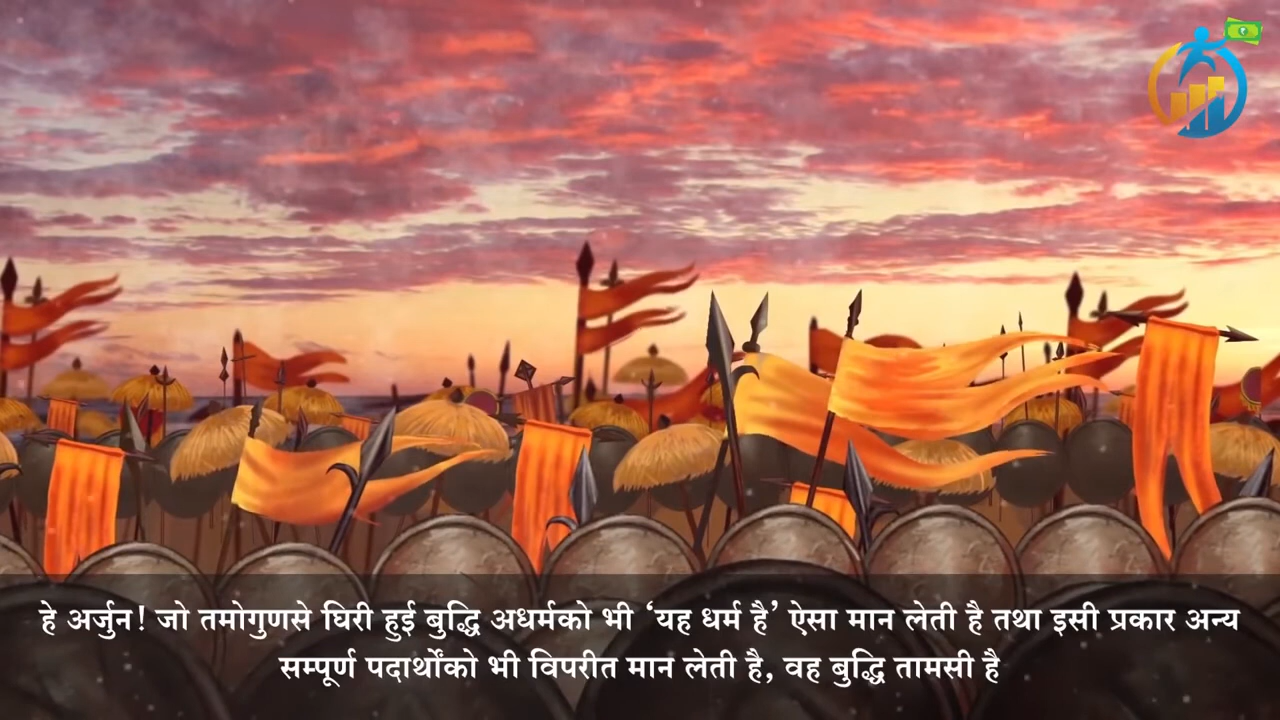 हे अर्जुन! जो तमोगुणसे घिरी हुई बुद्धि अधर्मको भी ‘यह धर्म है’ ऐसा मान लेती है तथा इसी प्रकार अन्य
सम्पूर्ण पदार्थोंको भी विपरीत मान लेती है, वह बुद्धि तामसी है